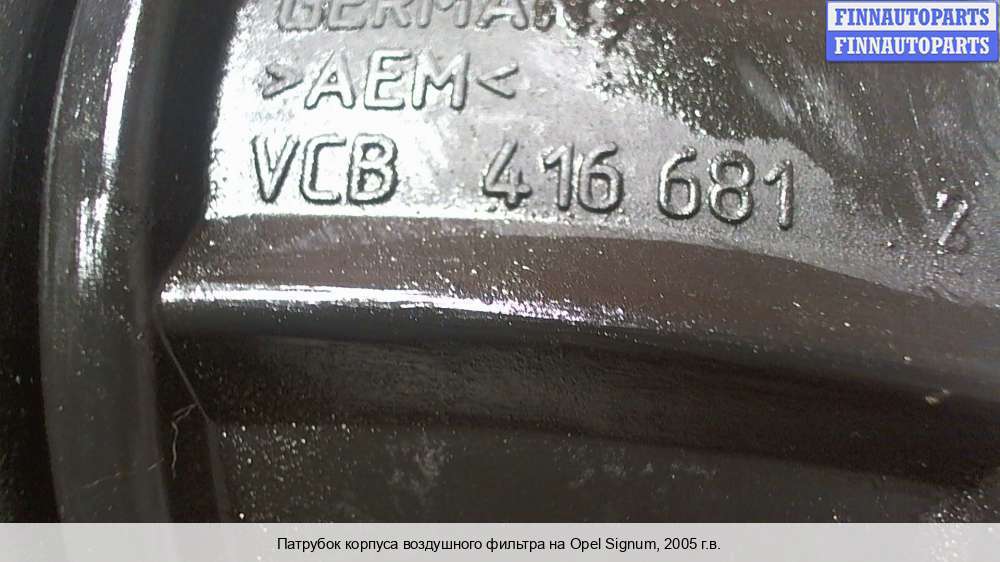 FINNAUTOPARTS
FINNAUTOPARTS
>AEM<
VCB 416 681
Патрубок корпуса воздушного фильтра на Opel Signum, 2005 г.в.